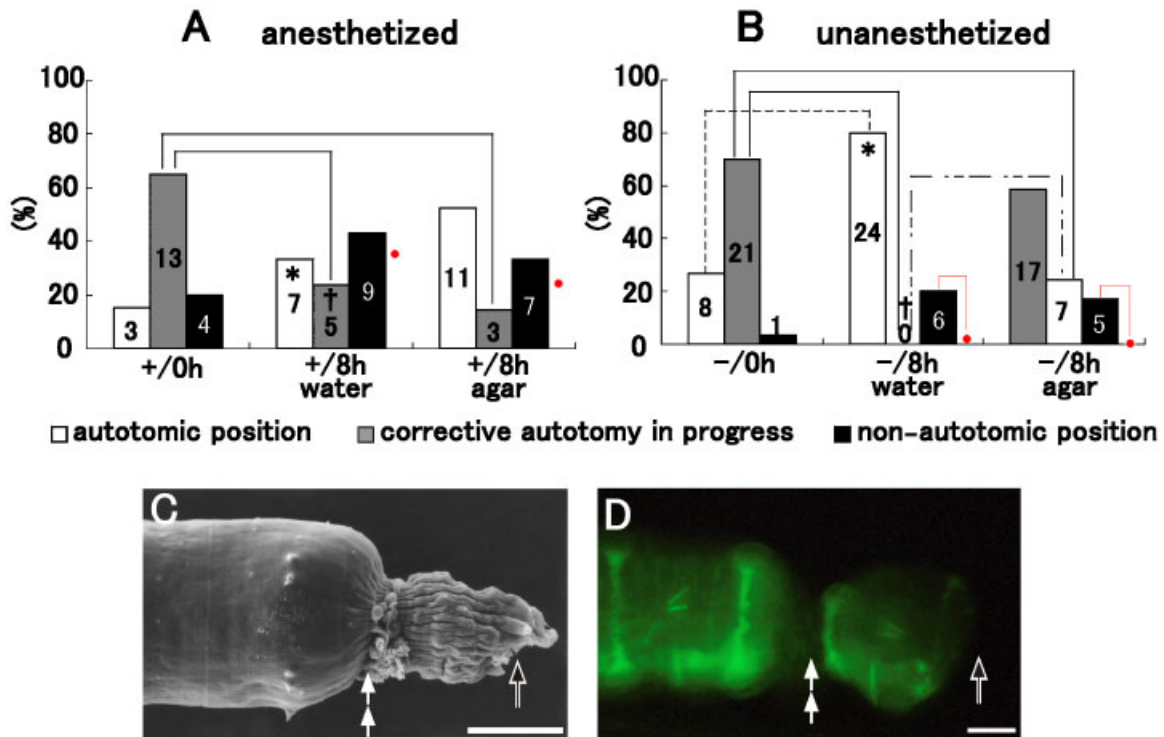 A anesthetized
100
80
60
40
20
0
(%)
3
13
4
*
7
†
5
9
11
3
7
+/0h
+/8h
water
+/8h
agar
B unanesthetized
100
80
60
40
20
0
(%)
8
21
1
*
24
†
0
6
17
7
5
−/0h
−/8h
water
−/8h
agar
autotomic position
corrective autotomy in progress
non-autotomic position
C
D